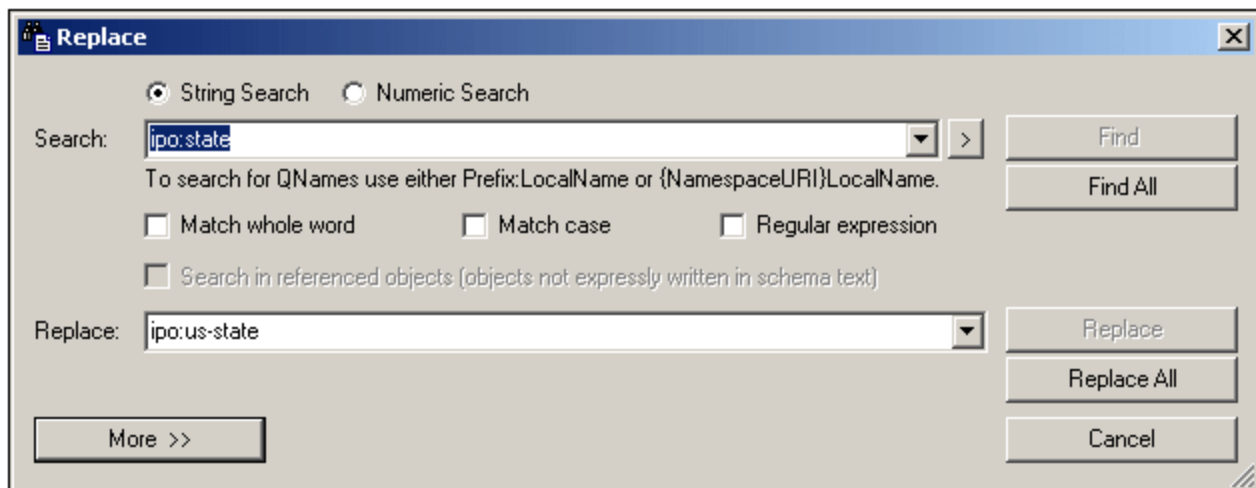 Replace
String Search Numeric Search
Search: ipo:state > Find
To search for QNames use either Prefix:LocalName or {NamespaceURI}LocalName.
Find All
Match whole word Match case Regular expression
Search in referenced objects (objects not expressly written in schema text)
Replace: ipo:us-state Replace
Replace All
More >> Cancel